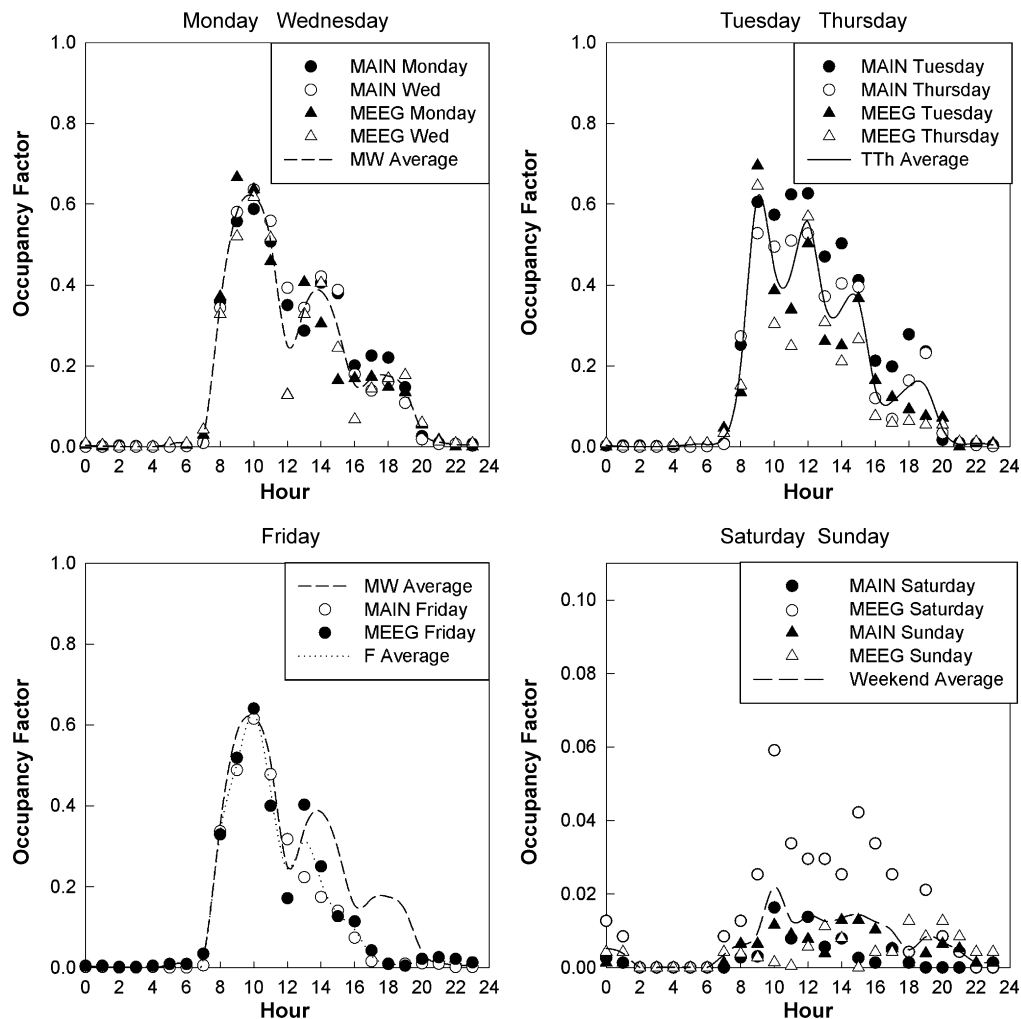 Monday Wednesday
1.0
0.8
0.6
0.4
0.2
0.0
Occupancy Factor
MAIN Monday
MAIN Wed
MEEG Monday
MEEG Wed
MW Average
0 2 4 6 8 10 12 14 16 18 20 22 24
Hour
Tuesday Thursday
1.0
0.8
0.6
0.4
0.2
0.0
Occupancy Factor
MAIN Tuesday
MAIN Thursday
MEEG Tuesday
MEEG Thursday
TTh Average
0 2 4 6 8 10 12 14 16 18 20 22 24
Hour
Friday
1.0
0.8
0.6
0.4
0.2
0.0
Occupancy Factor
MW Average
MAIN Friday
MEEG Friday
F Average
0 2 4 6 8 10 12 14 16 18 20 22 24
Hour
Saturday Sunday
0.10
0.08
0.06
0.04
0.02
0.00
Occupancy Factor
MAIN Saturday
MEEG Saturday
MAIN Sunday
MEEG Sunday
Weekend Average
0 2 4 6 8 10 12 14 16 18 20 22 24
Hour